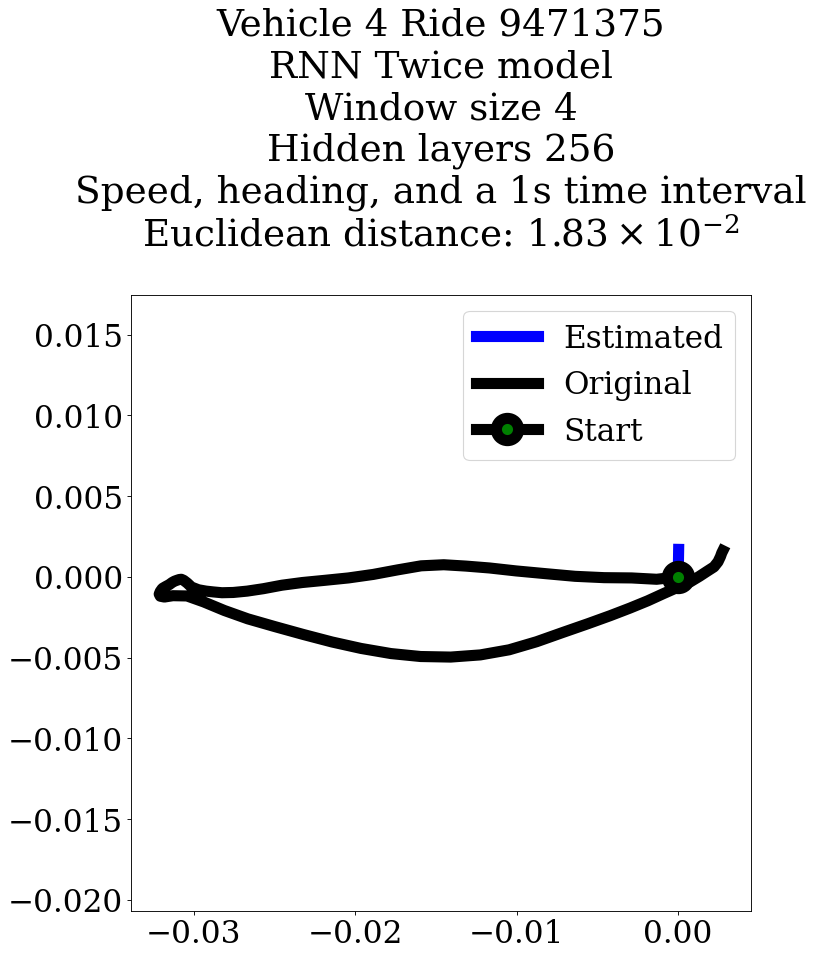 Vehicle 4 Ride 9471375
RNN Twice model
Window size 4
Hidden layers 256
Speed, heading, and a 1s time interval
Euclidean distance: 1.83 × 10⁻²
Estimated
Original
Start
0.015
0.010
0.005
0.000
−0.005
−0.010
−0.015
−0.020
−0.03 −0.02 −0.01 0.00